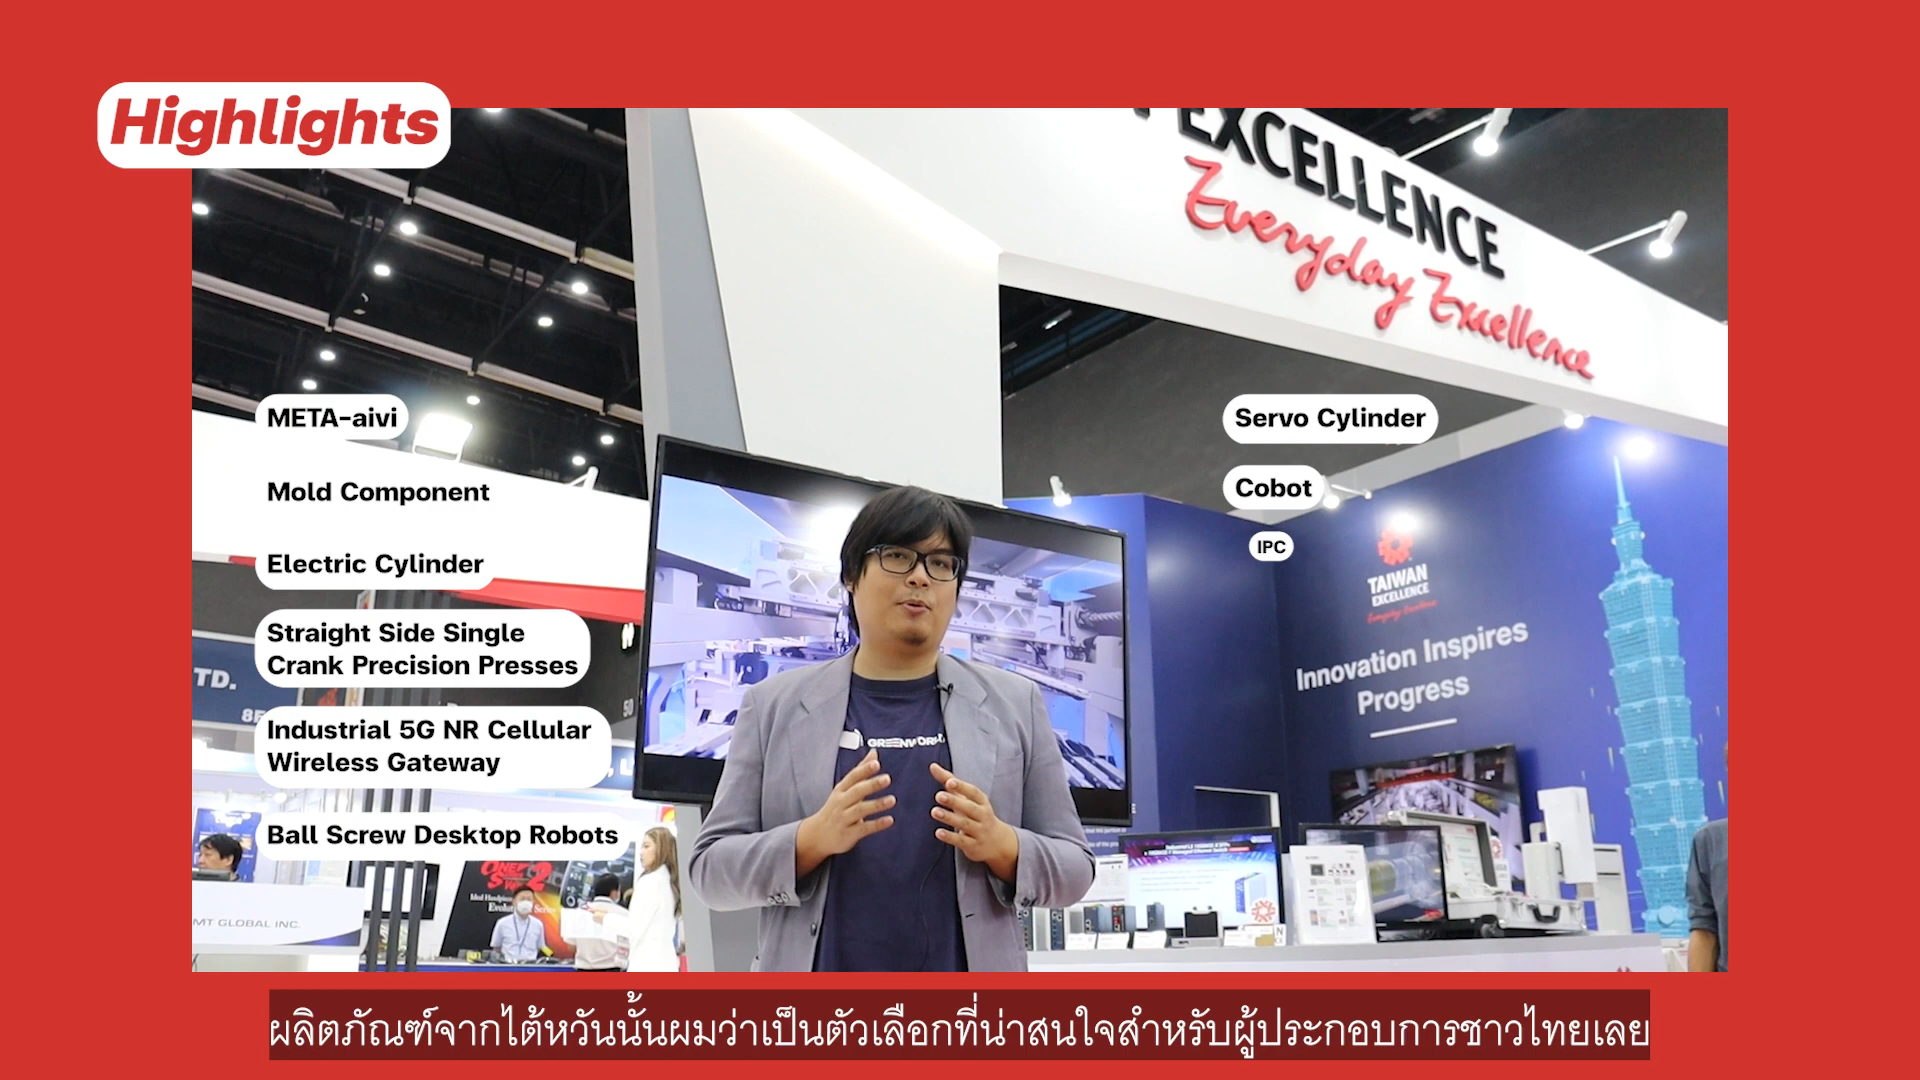 Highlights
EXCELLENCE
Everyday Excellence
META-aivi
Mold Component
Electric Cylinder
Straight Side Single
Crank Precision Presses
Industrial 5G NR Cellular
Wireless Gateway
Ball Screw Desktop Robots
Servo Cylinder
Cobot
IPC
TAIWAN
EXCELLENCE
Everyday Excellence
Innovation Inspires
Progress
TD.
50
GREENWORL
MT GLOBAL INC.
ผลิตภัณฑ์จากไต้หวันนั้นผมว่าเป็นตัวเลือกที่น่าสนใจสำหรับผู้ประกอบการชาวไทยเลย